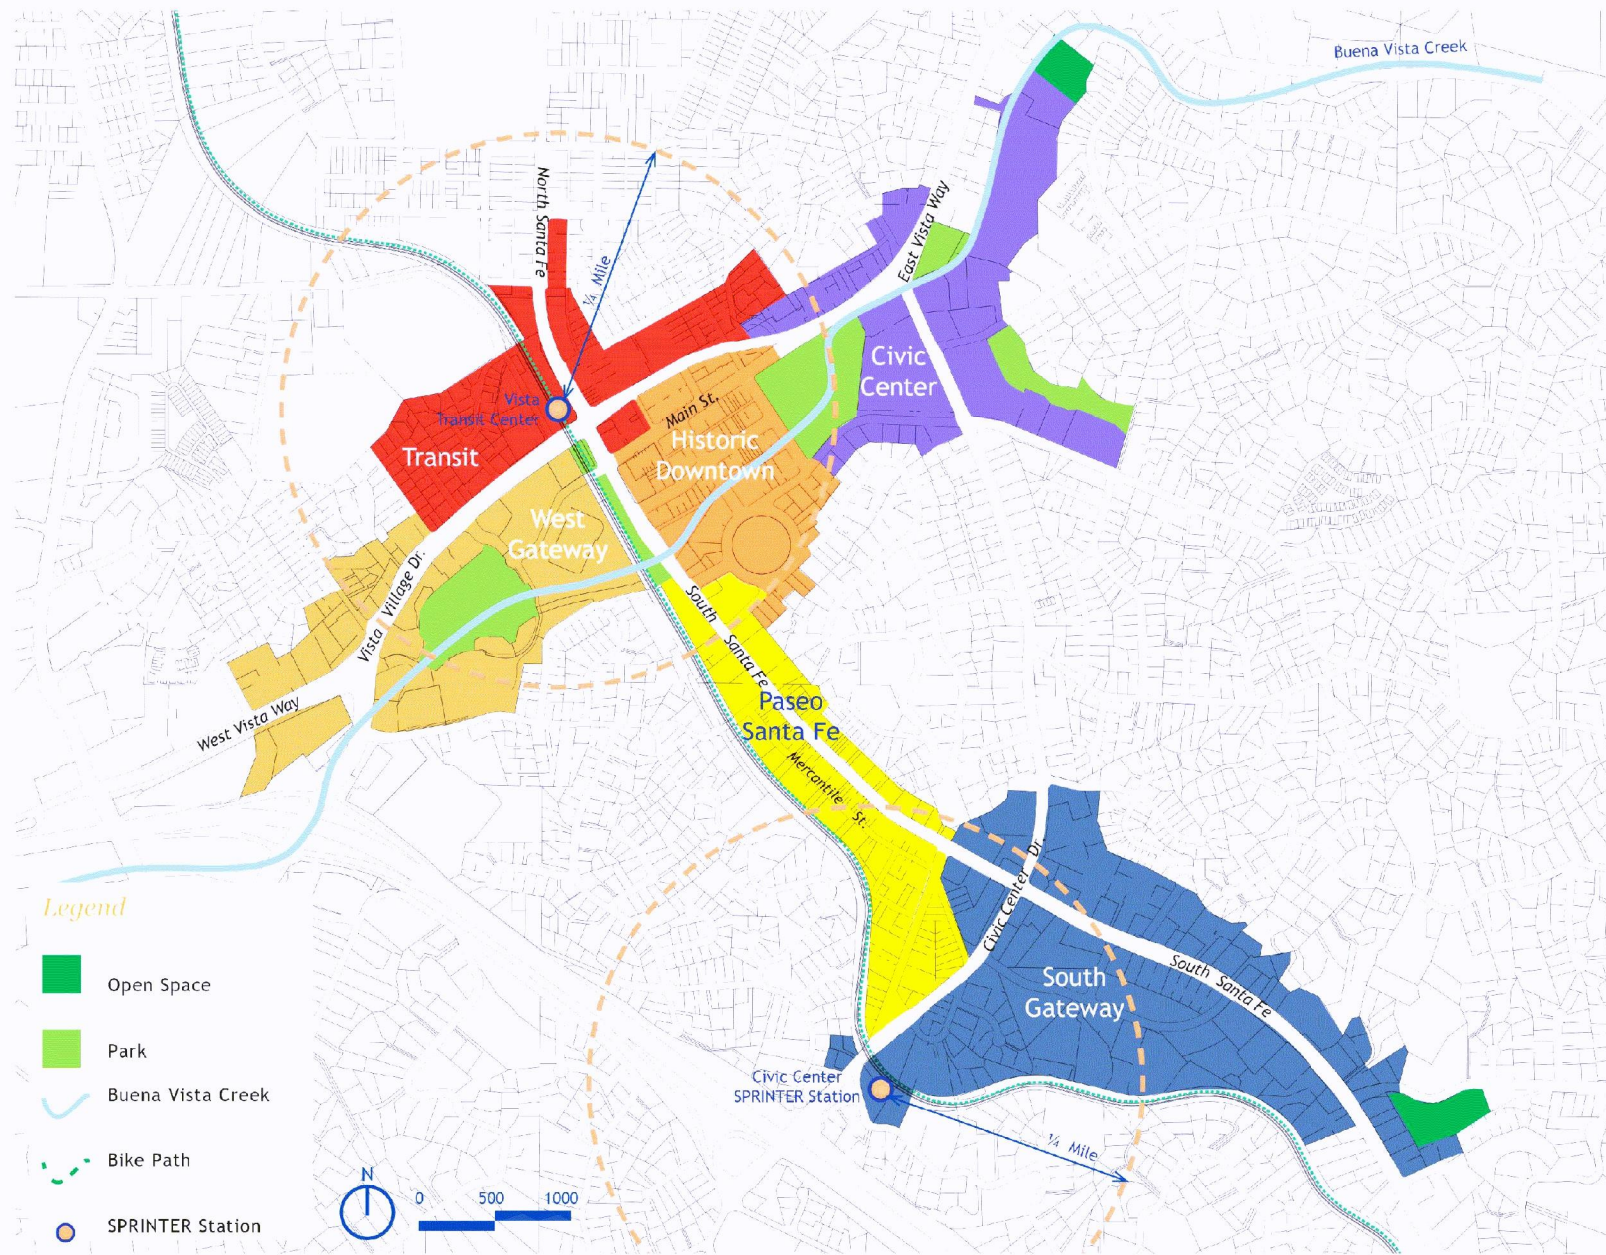 Buena Vista Creek
North Santa Fe
¼ Mile
East Vista Way
Civic
Center
Vista
Transit Center
Main St.
Transit
Historic
Downtown
West
Gateway
Vista Village Dr.
South Santa Fe
West Vista Way
Paseo
Santa Fe
Mercantile St.
Civic Center Dr.
South
Gateway
South Santa Fe
Civic Center
SPRINTER Station
¼ Mile
Legend
Open Space
Park
Buena Vista Creek
Bike Path
SPRINTER Station
N
0 500 1000